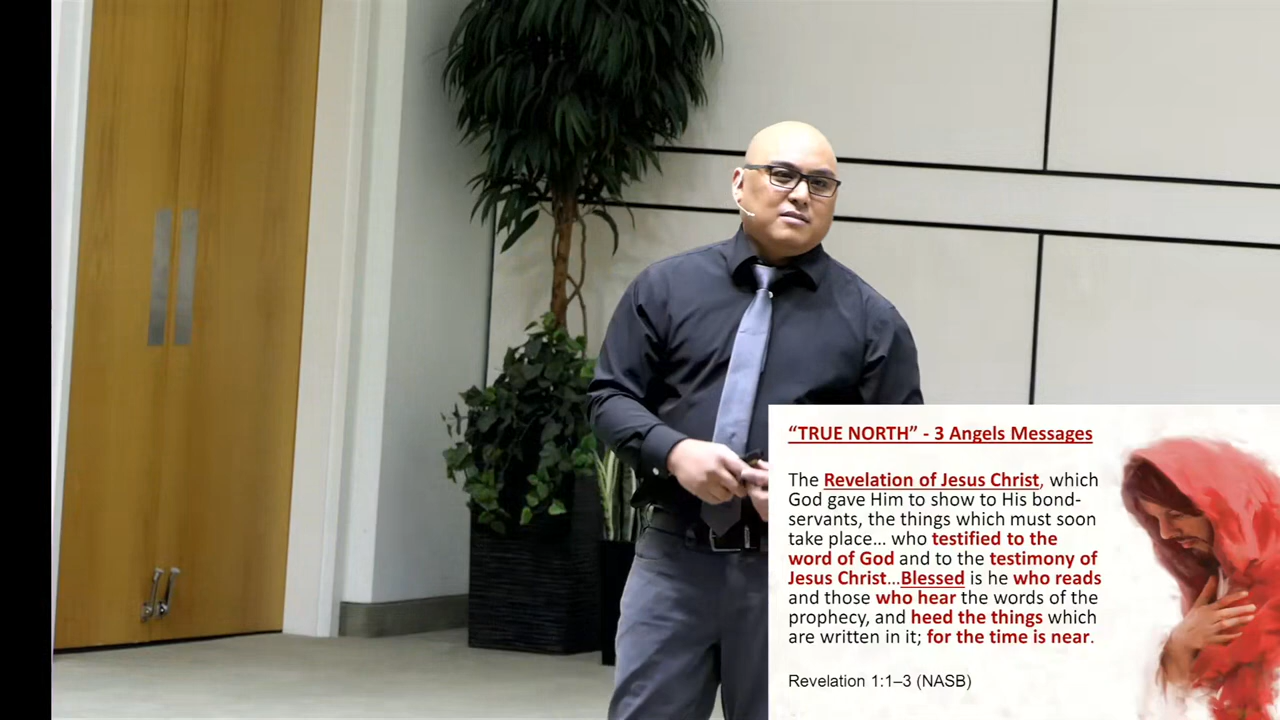 “TRUE NORTH” - 3 Angels Messages
The Revelation of Jesus Christ, which
God gave Him to show to His bond-
servants, the things which must soon
take place… who testified to the
word of God and to the testimony of
Jesus Christ…Blessed is he who reads
and those who hear the words of the
prophecy, and heed the things which
are written in it; for the time is near.
Revelation 1:1–3 (NASB)